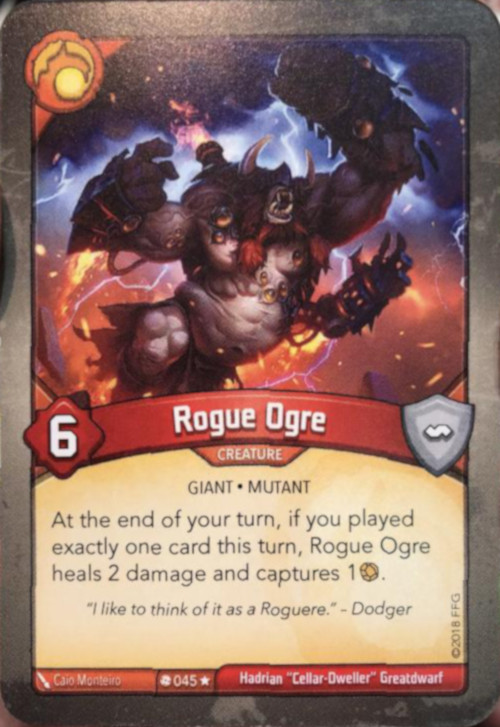 6
Rogue Ogre
CREATURE
GIANT • MUTANT
At the end of your turn, if you played
exactly one card this turn, Rogue Ogre
heals 2 damage and captures 1.
"I like to think of it as a Roguere." - Dodger
©2018 FFG
Caio Monteiro
045
Hadrian "Cellar-Dweller" Greatdwarf